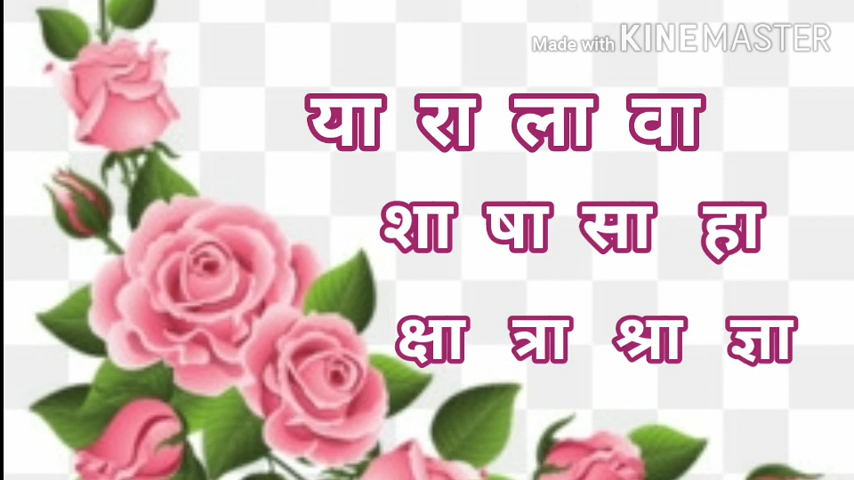 Made with KINEMASTER
या रा ला वा
शा षा सा हा
क्षा त्रा श्रा ज्ञा